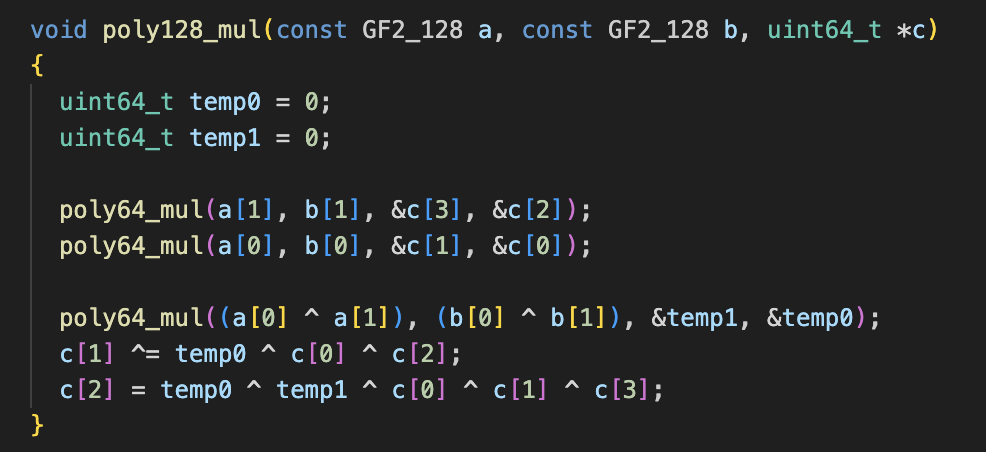 void poly128_mul(const GF2_128 a, const GF2_128 b, uint64_t *c)
{
  uint64_t temp0 = 0;
  uint64_t temp1 = 0;

  poly64_mul(a[1], b[1], &c[3], &c[2]);
  poly64_mul(a[0], b[0], &c[1], &c[0]);

  poly64_mul((a[0] ^ a[1]), (b[0] ^ b[1]), &temp1, &temp0);
  c[1] ^= temp0 ^ c[0] ^ c[2];
  c[2] = temp0 ^ temp1 ^ c[0] ^ c[1] ^ c[3];
}